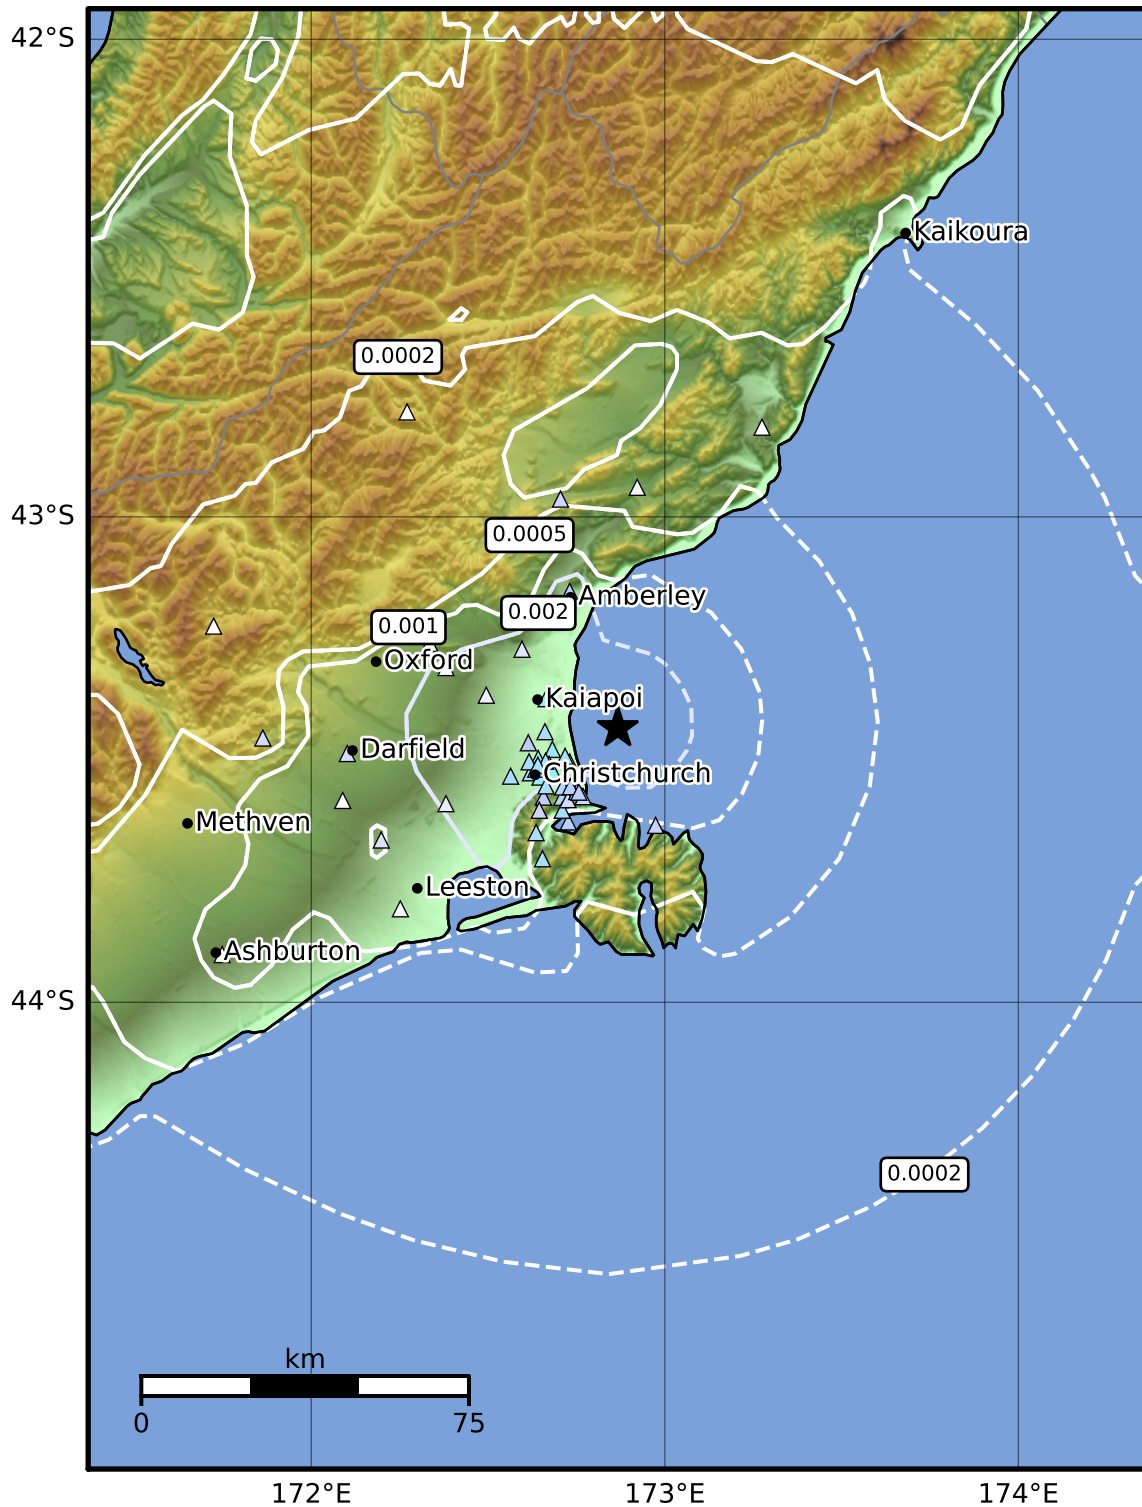 42°S
Kaikoura
0.0002
43°S
0.0005
Amberley
0.002
0.001
Oxford
Kaiapoi
Darfield
Christchurch
Methven
Leeston
Ashburton
44°S
0.0002
km
0 75
172°E 173°E 174°E